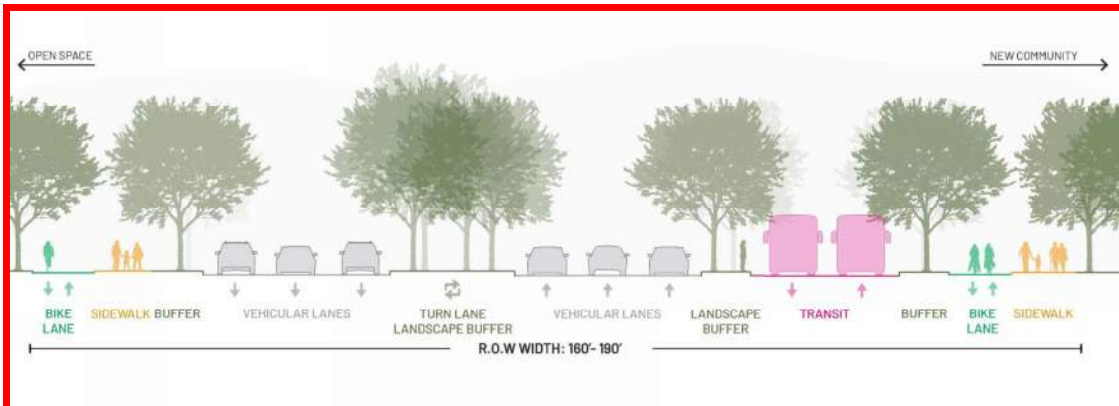 OPEN SPACE
NEW COMMUNITY
BIKE
LANE
SIDEWALK BUFFER
VEHICULAR LANES
TURN LANE
LANDSCAPE BUFFER
VEHICULAR LANES
LANDSCAPE
BUFFER
TRANSIT
BUFFER
BIKE
LANE
SIDEWALK
R.O.W WIDTH: 160'- 190'